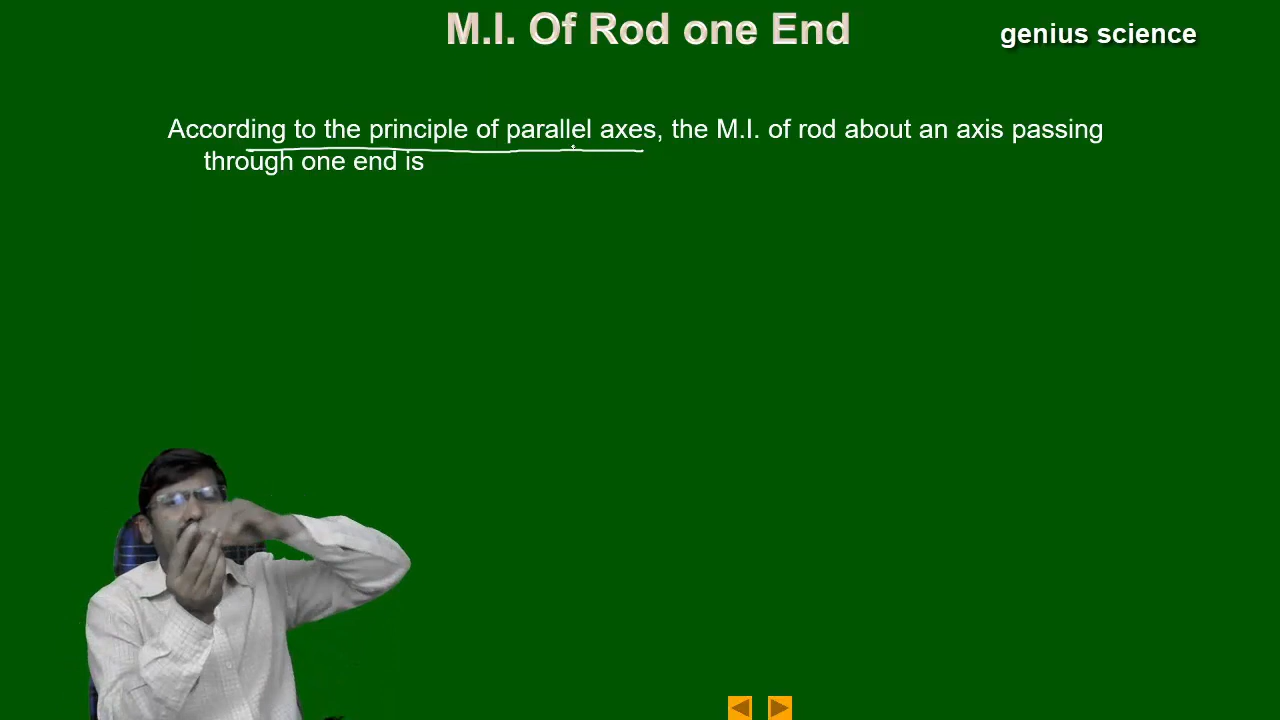 M.I. Of Rod one End
genius science
According to the principle of parallel axes, the M.I. of rod about an axis passing
through one end is